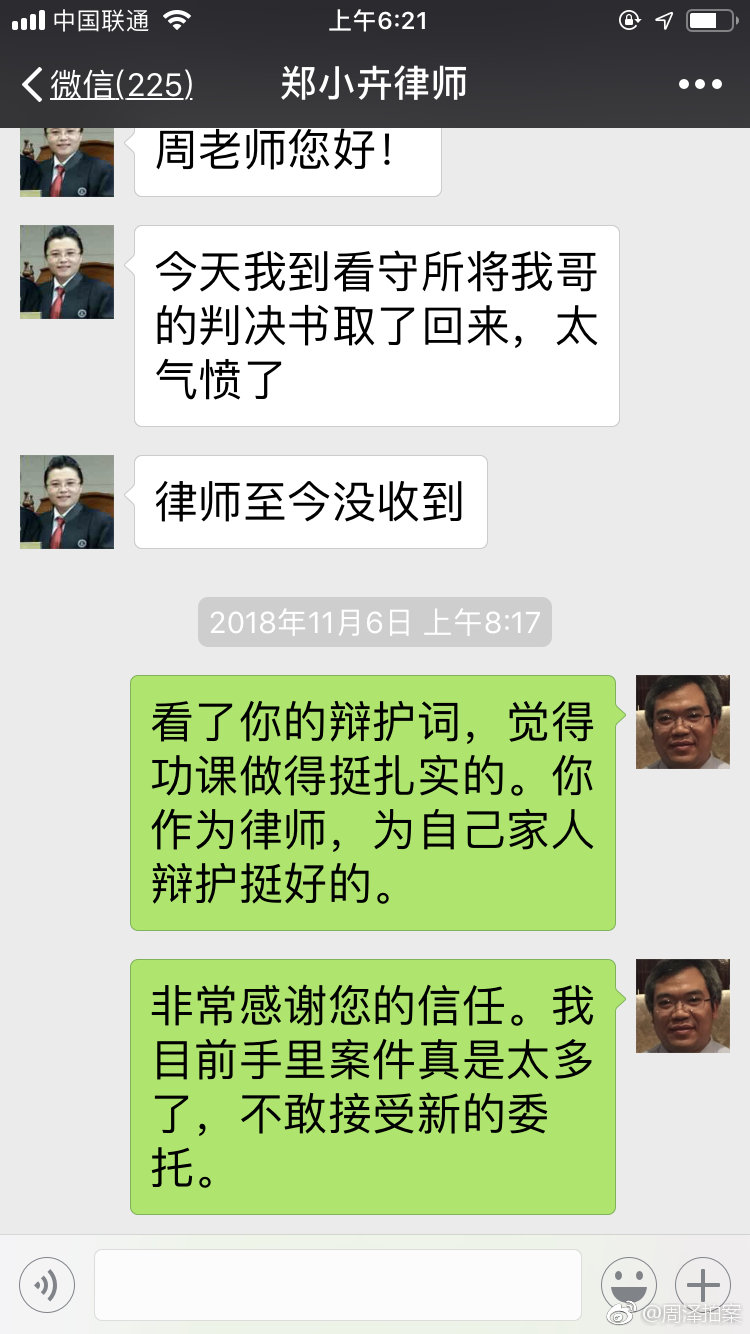 中国联通
上午6:21
微信(225)
郑小卉律师
周老师您好！
今天我到看守所将我哥
的判决书取了回来，太
气愤了
律师至今没收到
2018年11月6日 上午8:17
看了你的辩护词，觉得
功课做得挺扎实的。你
作为律师，为自己家人
辩护挺好的。
非常感谢您的信任。我
目前手里案件真是太多
了，不敢接受新的委
托。
@周泽拍案